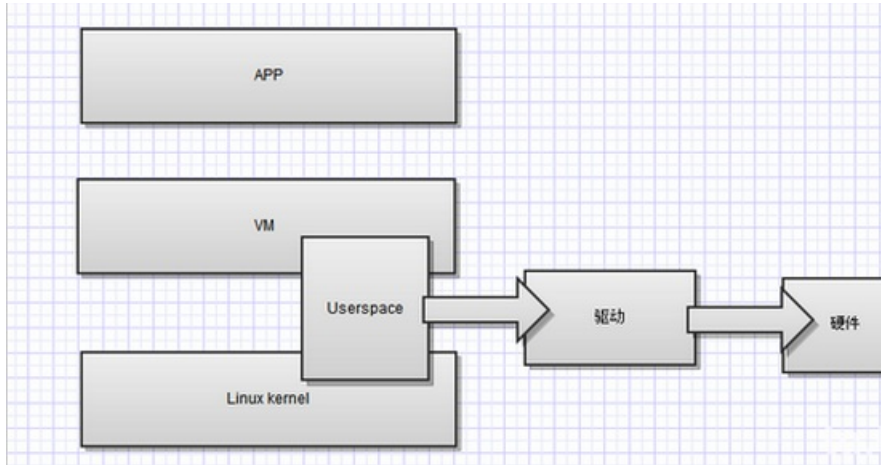 APP
VM
Userspace
驱动
硬件
Linux kernel